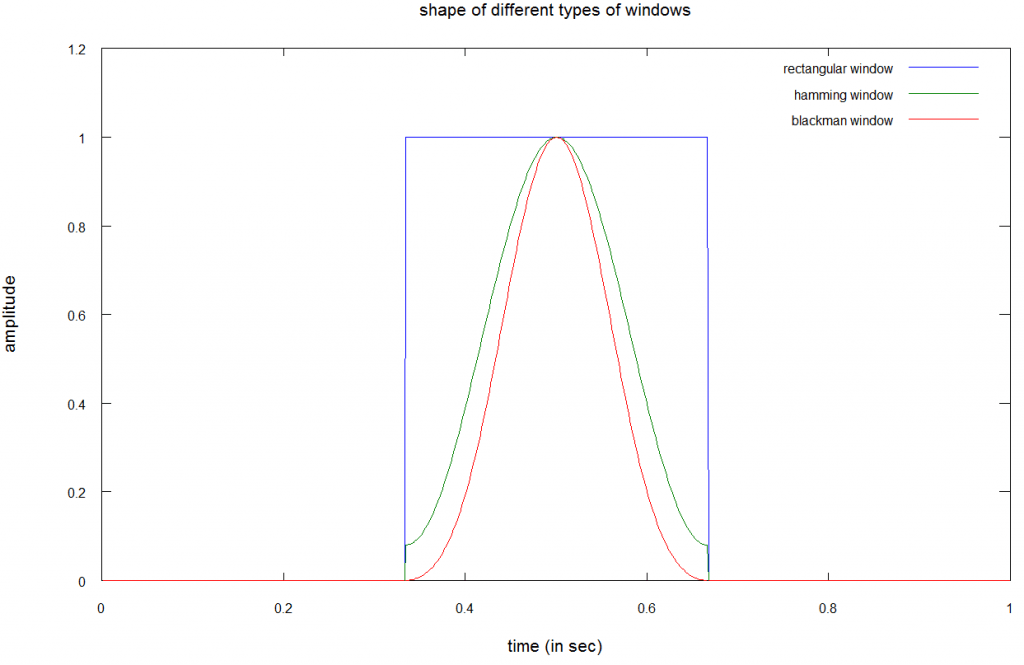 shape of different types of windows
1.2
rectangular window
hamming window
blackman window
1
0.8
0.6
amplitude
0.4
0.2
0
0 0.2 0.4 0.6 0.8 1
time (in sec)